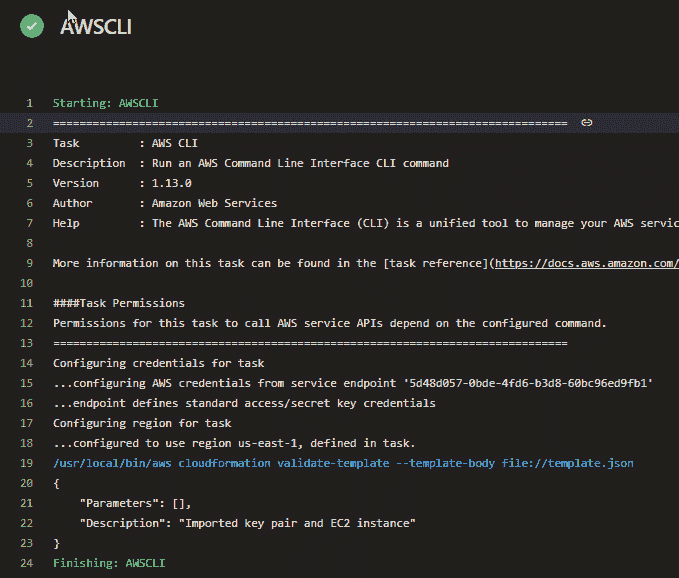 AWSCLI
1 Starting: AWSCLI
2 ==============================================================================
3 Task         : AWS CLI
4 Description  : Run an AWS Command Line Interface CLI command
5 Version      : 1.13.0
6 Author       : Amazon Web Services
7 Help         : The AWS Command Line Interface (CLI) is a unified tool to manage your AWS servic
8
9 More information on this task can be found in the [task reference](https://docs.aws.amazon.com/
10
11 ####Task Permissions
12 Permissions for this task to call AWS service APIs depend on the configured command.
13 ==============================================================================
14 Configuring credentials for task
15 ...configuring AWS credentials from service endpoint '5d48d057-0bde-4fd6-b3d8-60bc96ed9fb1'
16 ...endpoint defines standard access/secret key credentials
17 Configuring region for task
18 ...configured to use region us-east-1, defined in task.
19 /usr/local/bin/aws cloudformation validate-template --template-body file://template.json
20 {
21     "Parameters": [],
22     "Description": "Imported key pair and EC2 instance"
23 }
24 Finishing: AWSCLI